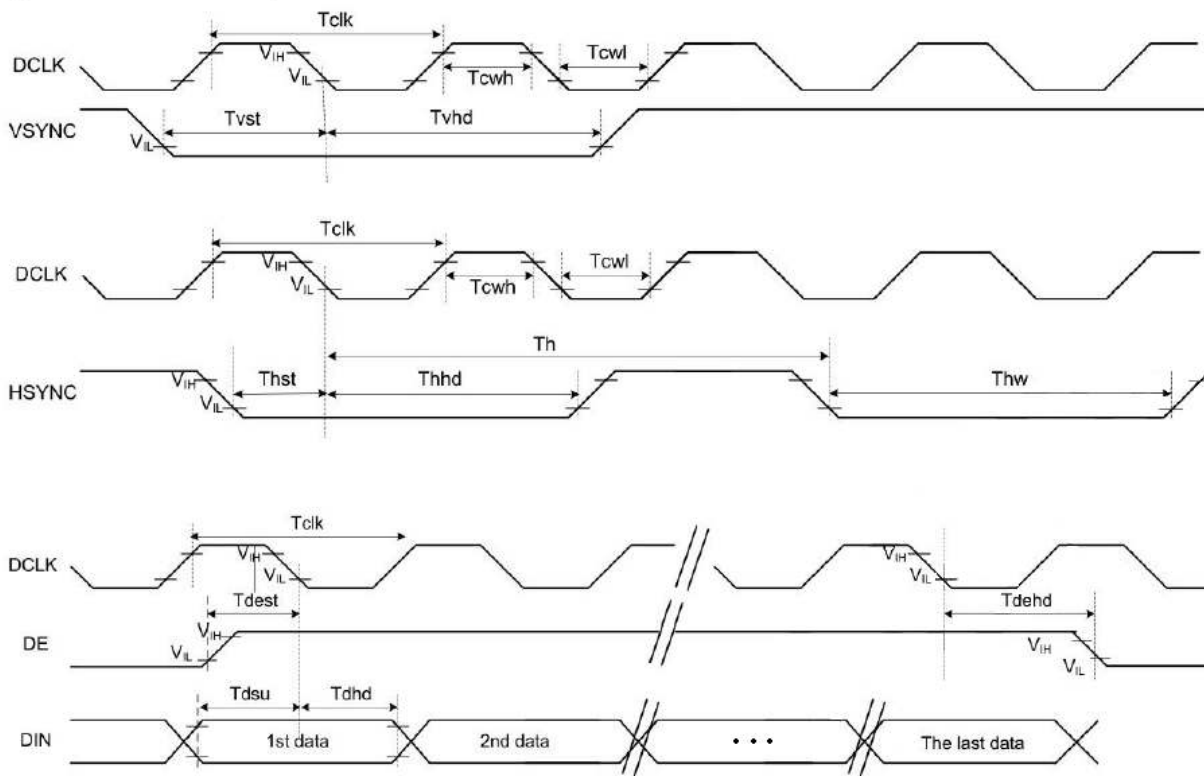 Tclk
DCLK VIH VIL Tcwh Tcwl
VSYNC VIL Tvst Tvhd
Tclk
DCLK VIH VIL Tcwh Tcwl
Th
HSYNC VIH VIL Thst Thhd Thw
Tclk
DCLK VIH VIL VIH VIL
Tdest Tdehd
DE VIH VIL VIH VIL
Tdsu Tdhd
DIN 1st data 2nd data • • • The last data